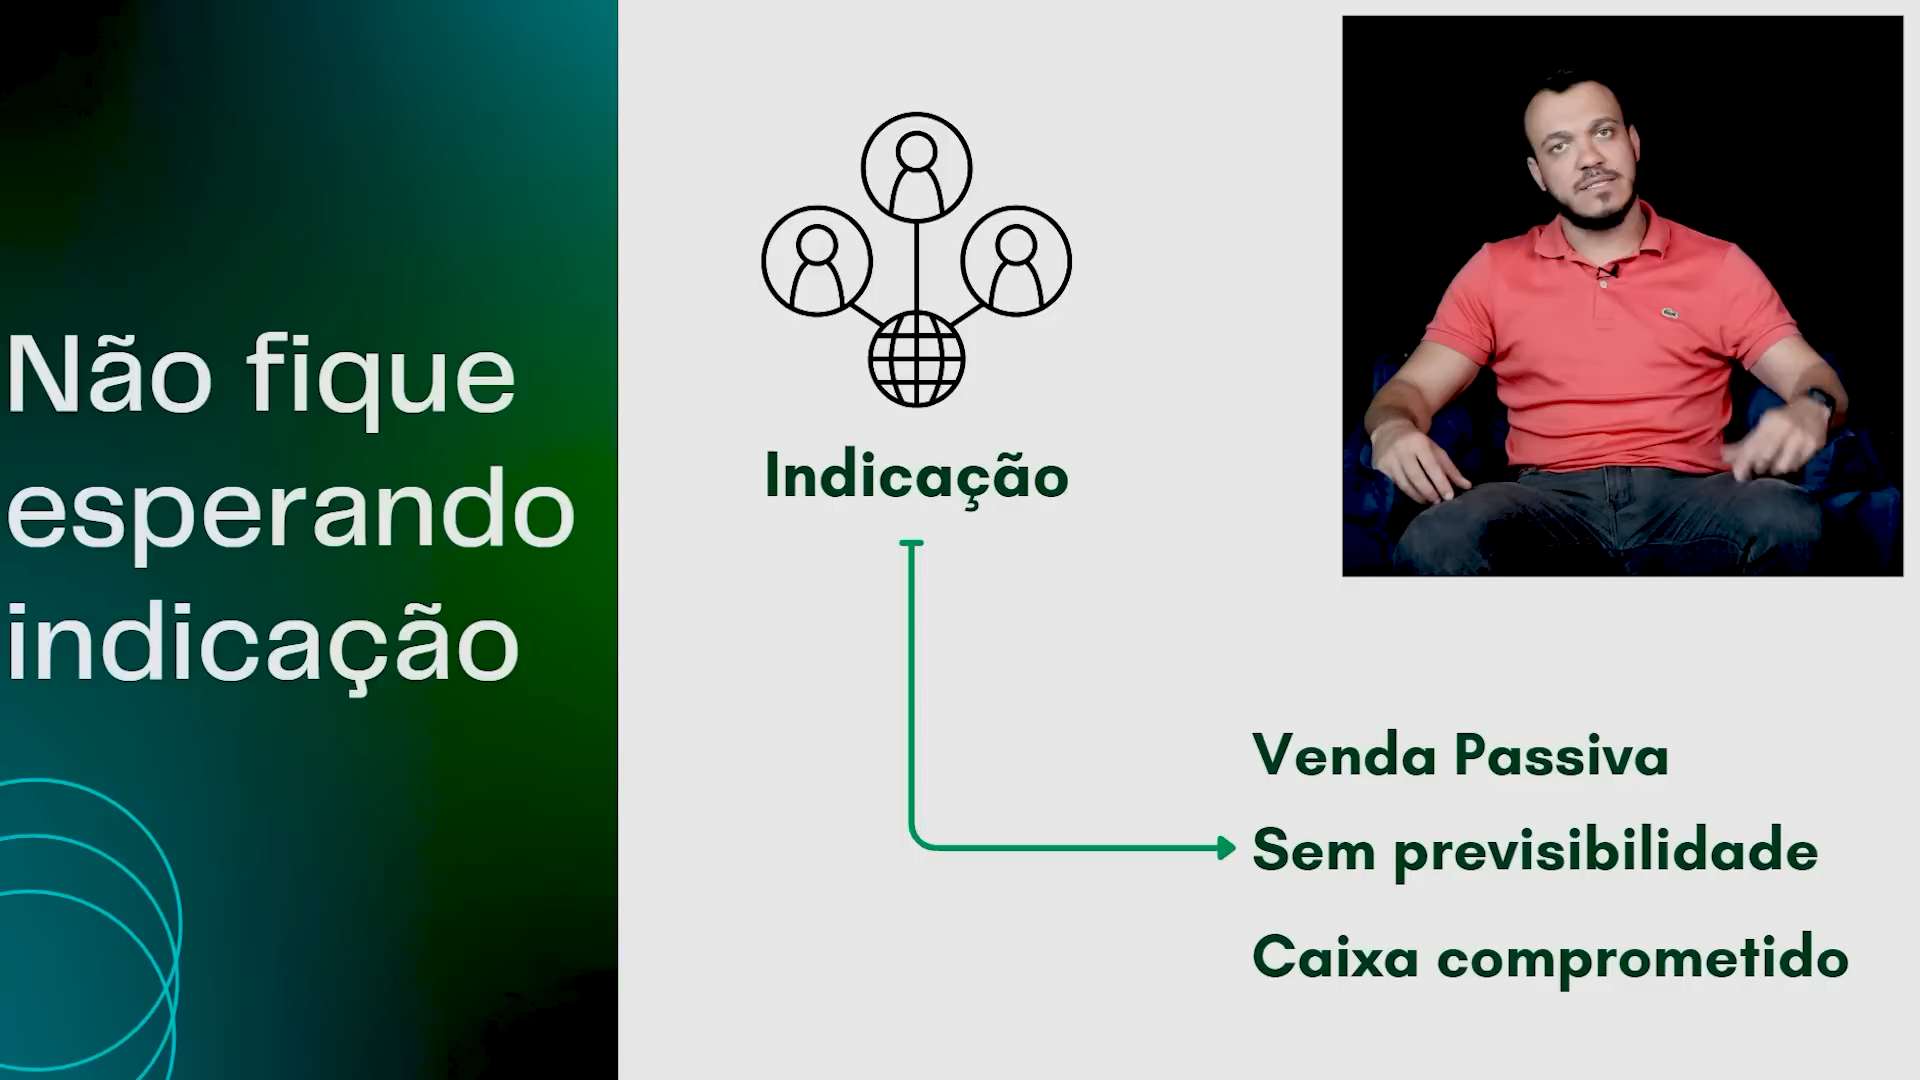 Não fique
esperando
indicação
Indicação
Venda Passiva
Sem previsibilidade
Caixa comprometido